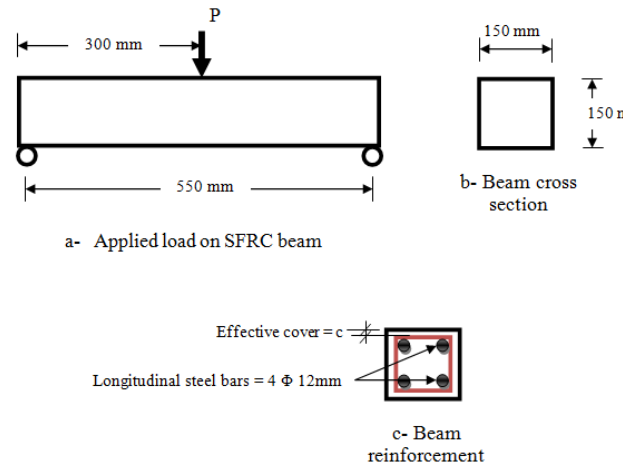 P
300 mm
550 mm
a- Applied load on SFRC beam
150 mm
150 m
b- Beam cross
section
Effective cover = c
Longitudinal steel bars = 4 Φ 12mm
c- Beam
reinforcement